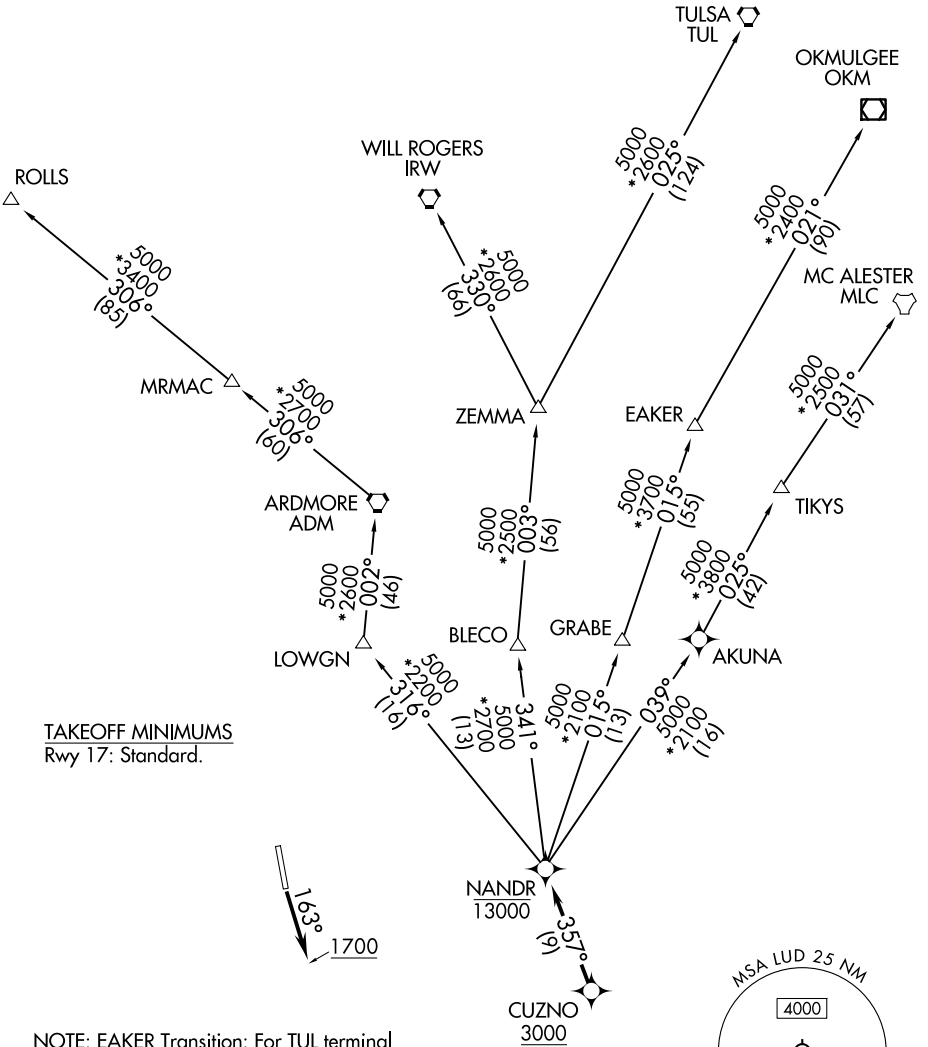 TULSA
TUL
OKMULGEE
OKM
WILL ROGERS
IRW
5000
*2600
025°
(124)
ROLLS
5000
*2400
021°
(90)
5000
*3400
306°
(85)
5000
*2600
330°
(66)
MC ALESTER
MLC
MRMAC
5000
*2700
306°
(60)
ZEMMA
EAKER
5000
*2500
031°
(57)
ARDMORE
ADM
5000
*2500
003°
(56)
5000
*3700
015°
(55)
TIKYS
5000
*2600
002°
(46)
5000
*3800
025°
(42)
LOWGN
BLECO
GRABE
AKUNA
5000
*2200
316°
(16)
341°
5000
*2700
(13)
5000
*2100
015°
(13)
039°
5000
*2100
(16)
TAKEOFF MINIMUMS
Rwy 17: Standard.
NANDR
13000
163°
1700
357°
(9)
CUZNO
3000
MSA LUD 25 NM
4000
NOTE: EAKER Transition: For TUL terminal